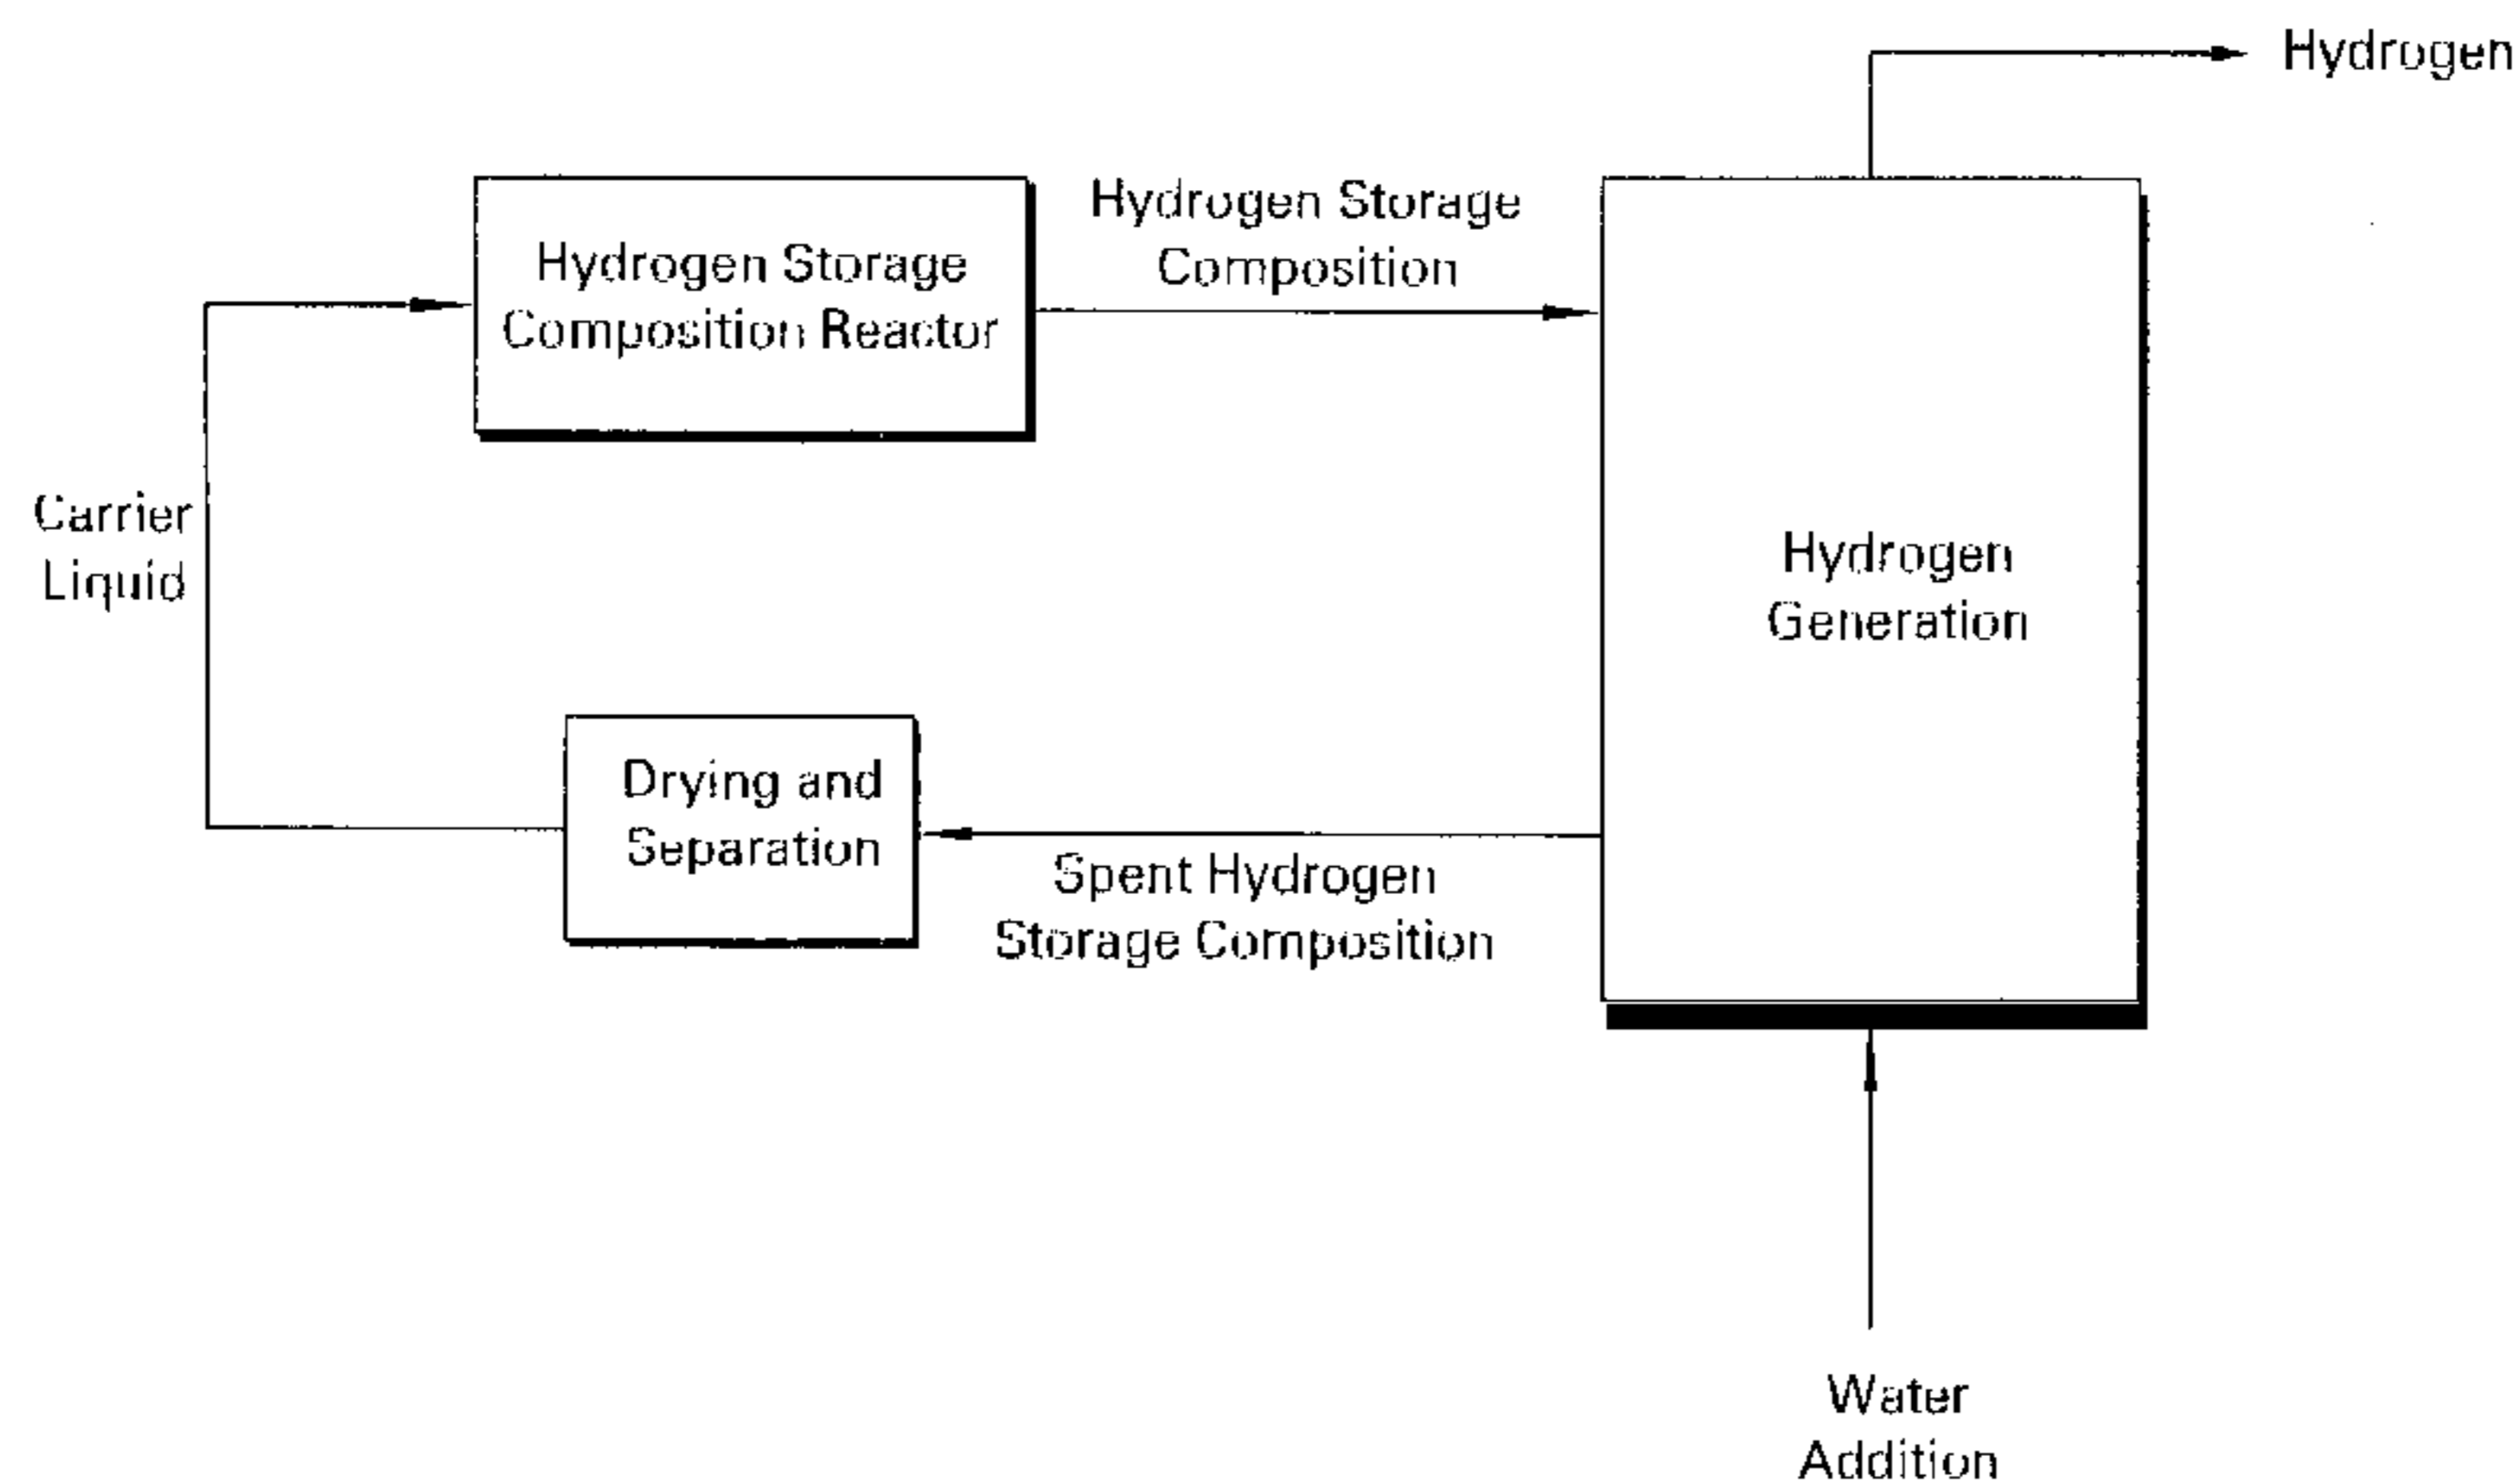 Hydrogen
Hydrogen Storage
Composition Reactor
Hydrogen Storage
Composition
Carrier
Liquid
Hydrogen
Generation
Drying and
Separation
Spent Hydrogen
Storage Composition
Water
Addition